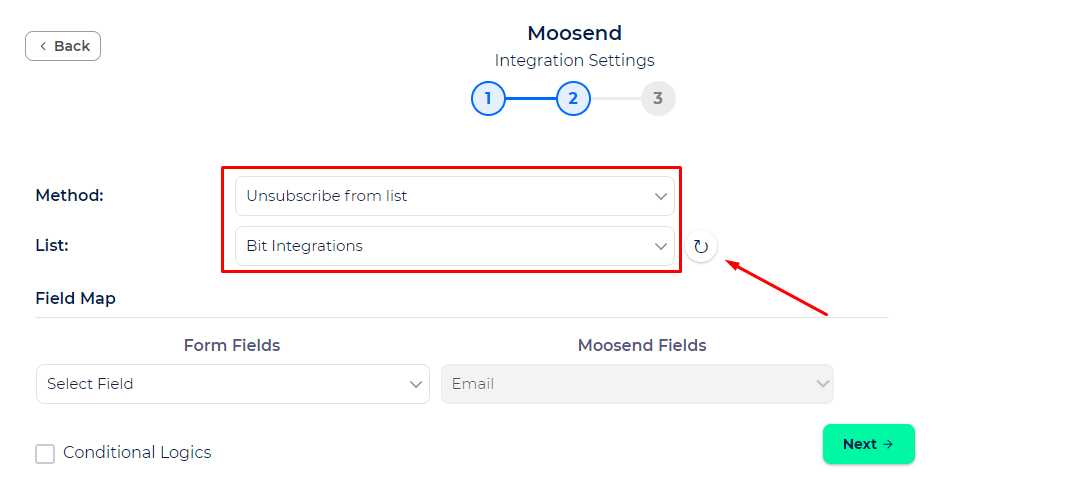 Back
Moosend
Integration Settings
1 2 3
Method: Unsubscribe from list
List: Bit Integrations
Field Map
Form Fields Moosend Fields
Select Field Email
Conditional Logics
Next